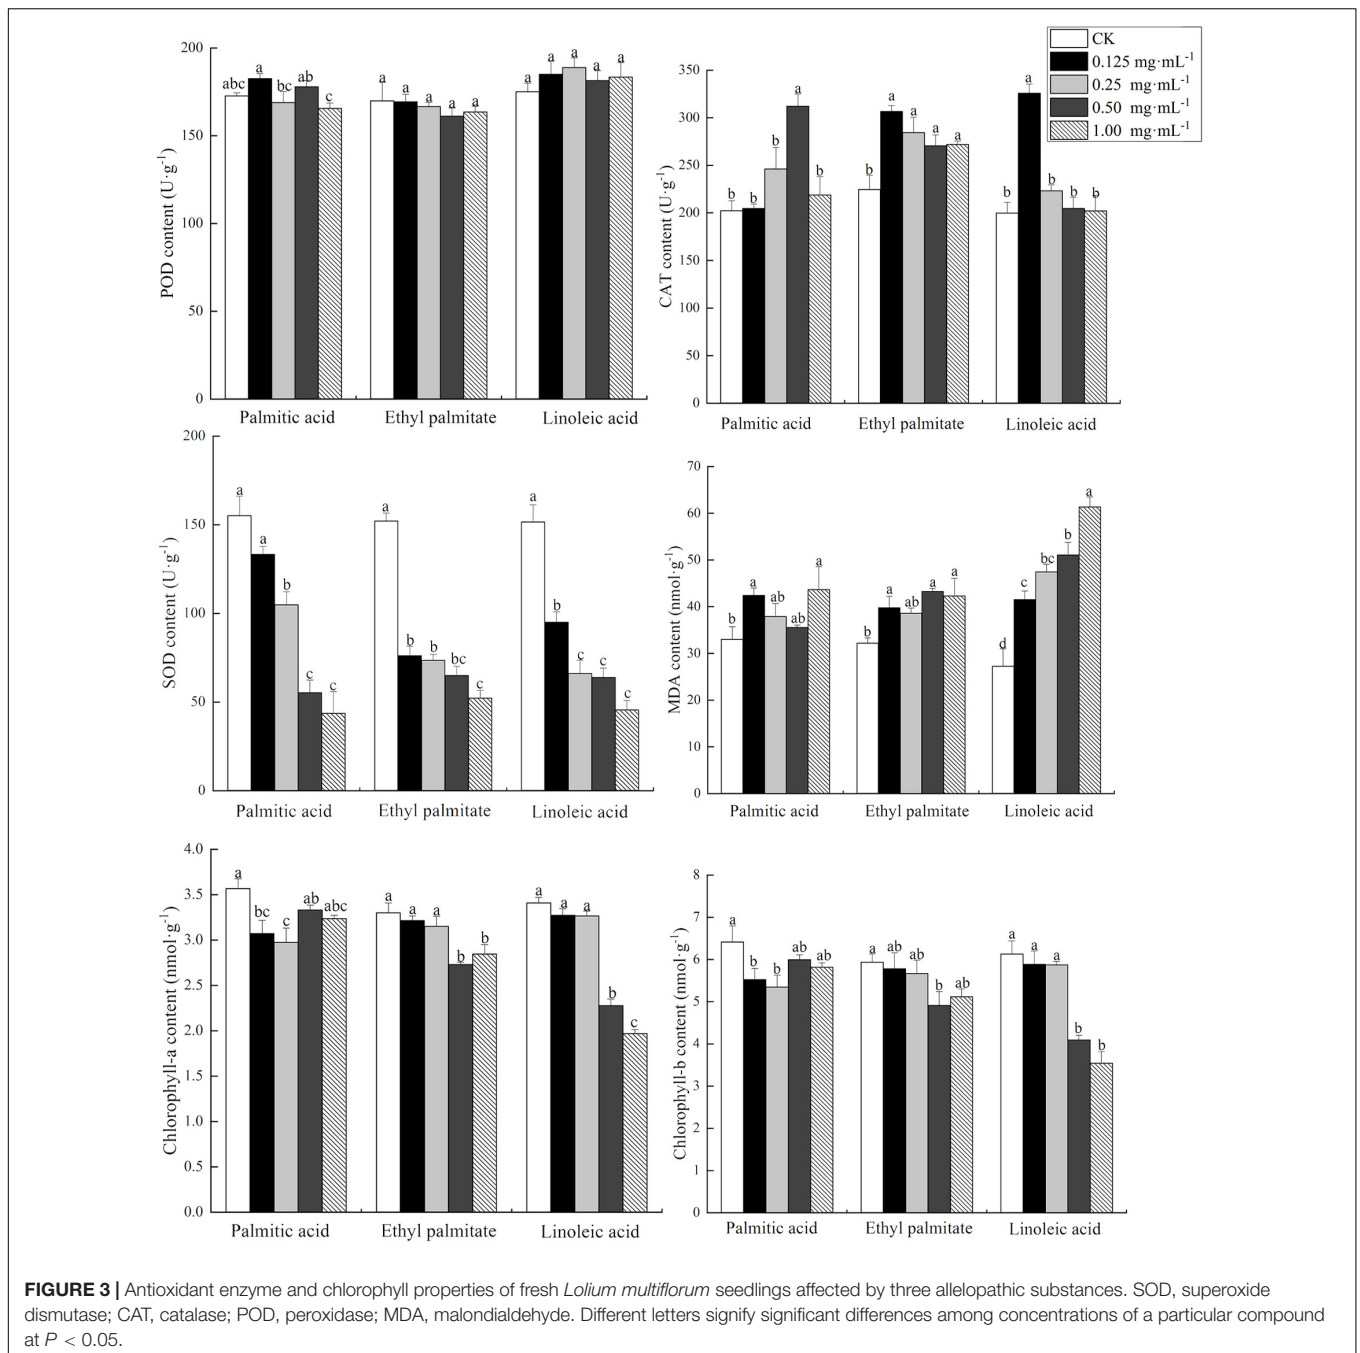 CK
0.125 mg·mL-1
0.25 mg·mL-1
0.50 mg·mL-1
1.00 mg·mL-1
POD content (U·g-1)
200
150
100
50
0
abc a bc ab c
a a a a a
a a a a a
Palmitic acid Ethyl palmitate Linoleic acid
CAT content (U·g-1)
350
300
250
200
150
100
50
0
b b b a b
b a a a a
b a b b b
Palmitic acid Ethyl palmitate Linoleic acid
SOD content (U·g-1)
200
150
100
50
0
a a b c c
a b b bc c
a b c c c
Palmitic acid Ethyl palmitate Linoleic acid
MDA content (nmol·g-1)
70
60
50
40
30
20
10
0
b a ab ab a
b a ab a a
d c bc b a
Palmitic acid Ethyl palmitate Linoleic acid
Chlorophyll-a content (nmol·g-1)
4.0
3.5
3.0
2.5
2.0
1.5
1.0
0.5
0.0
a bc c ab abc
a a a b b
a a a b c
Palmitic acid Ethyl palmitate Linoleic acid
Chlorophyll-b content (nmol·g-1)
8
7
6
5
4
3
2
1
0
a b b ab ab
a ab ab b ab
a a a b b
Palmitic acid Ethyl palmitate Linoleic acid
FIGURE 3 | Antioxidant enzyme and chlorophyll properties of fresh Lolium multiflorum seedlings affected by three allelopathic substances. SOD, superoxide
dismutase; CAT, catalase; POD, peroxidase; MDA, malondialdehyde. Different letters signify significant differences among concentrations of a particular compound
at P < 0.05.